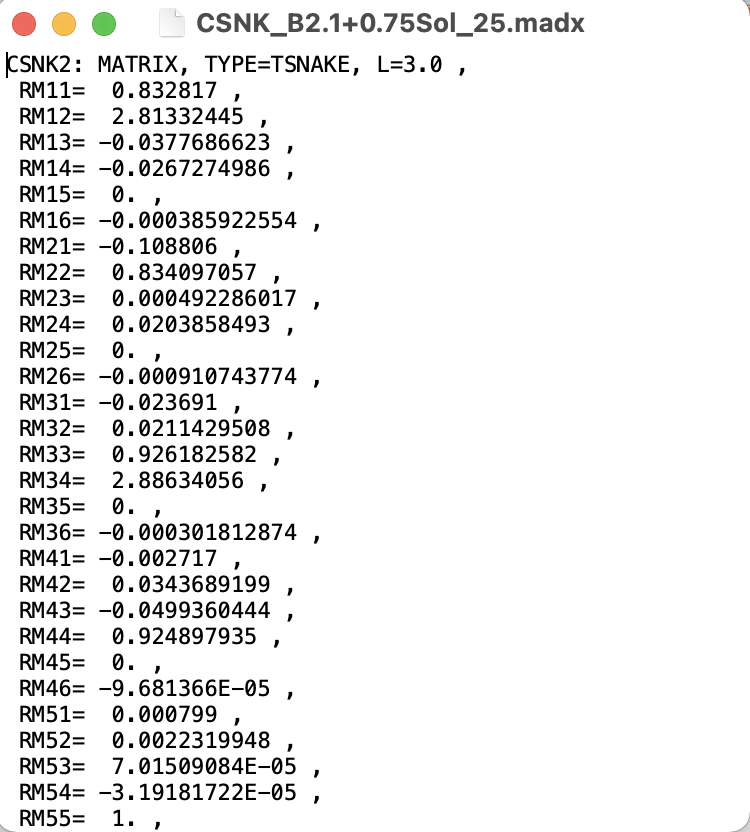 CSNK_B2.1+0.75Sol_25.madx
CSNK2: MATRIX, TYPE=TSNAKE, L=3.0 ,
RM11=  0.832817 ,
RM12=  2.81332445 ,
RM13= -0.0377686623 ,
RM14= -0.0267274986 ,
RM15=  0. ,
RM16= -0.000385922554 ,
RM21= -0.108806 ,
RM22=  0.834097057 ,
RM23=  0.000492286017 ,
RM24=  0.0203858493 ,
RM25=  0. ,
RM26= -0.000910743774 ,
RM31= -0.023691 ,
RM32=  0.0211429508 ,
RM33=  0.926182582 ,
RM34=  2.88634056 ,
RM35=  0. ,
RM36= -0.000301812874 ,
RM41= -0.002717 ,
RM42=  0.0343689199 ,
RM43= -0.0499360444 ,
RM44=  0.924897935 ,
RM45=  0. ,
RM46= -9.681366E-05 ,
RM51=  0.000799 ,
RM52=  0.0022319948 ,
RM53=  7.01509084E-05 ,
RM54= -3.19181722E-05 ,
RM55=  1. ,